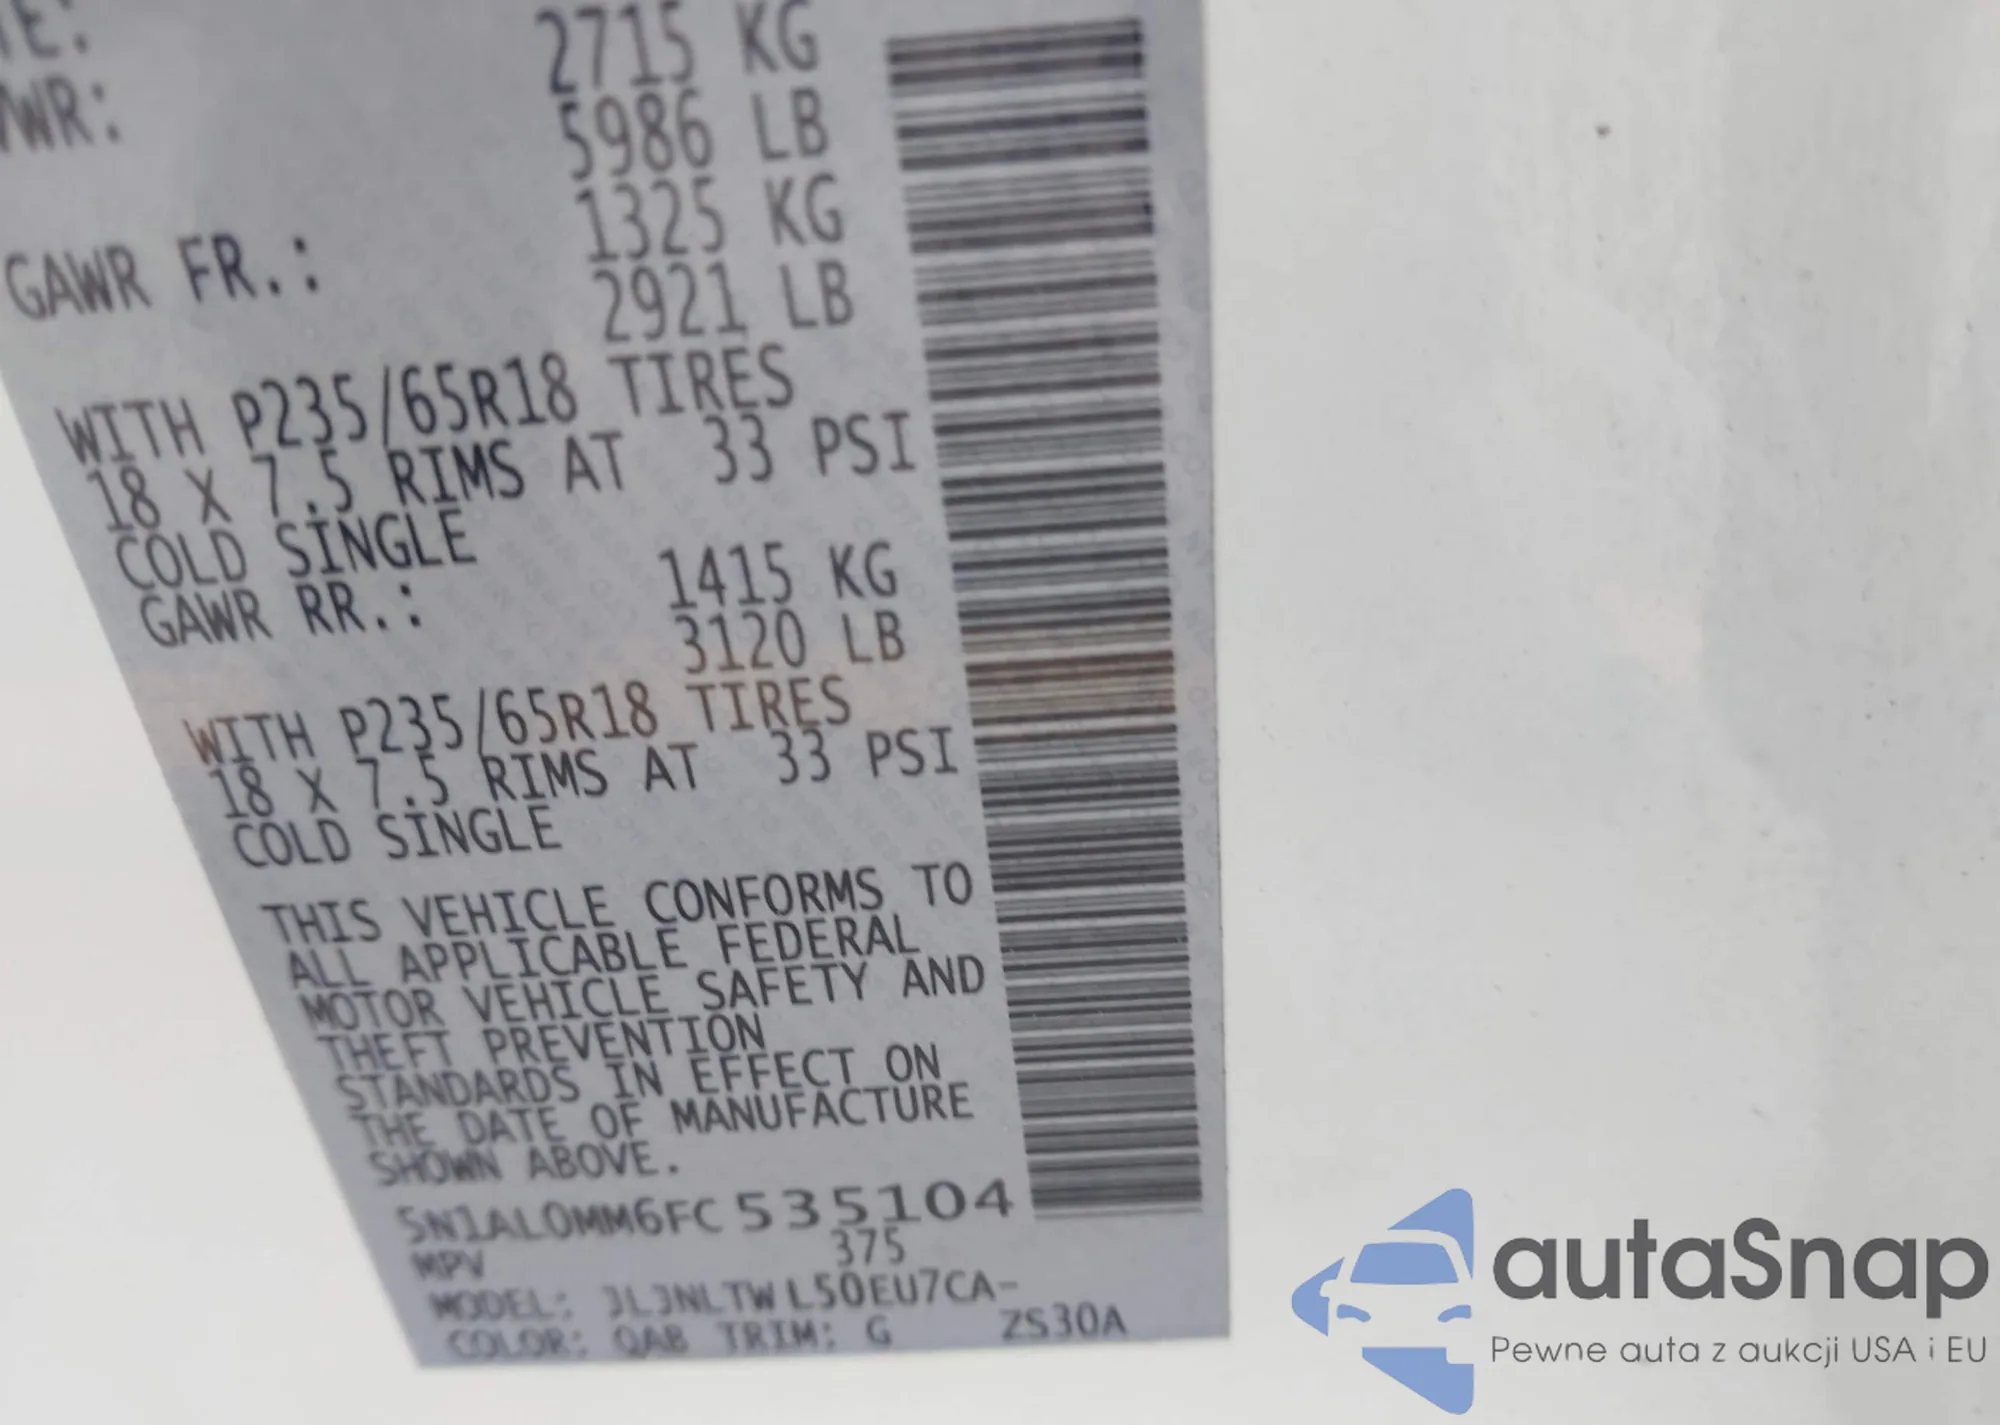 2715 KG
WR: 5986 LB
1325 KG
GAWR FR.: 2921 LB
WITH P235/65R18 TIRES
18 X 7.5 RIMS AT 33 PSI
COLD SINGLE
GAWR RR.: 1415 KG
3120 LB
WITH P235/65R18 TIRES
18 X 7.5 RIMS AT 33 PSI
COLD SINGLE
THIS VEHICLE CONFORMS TO
ALL APPLICABLE FEDERAL
MOTOR VEHICLE SAFETY AND
THEFT PREVENTION
STANDARDS IN EFFECT ON
THE DATE OF MANUFACTURE
SHOWN ABOVE.
5N1AL0MM6FC535104
MPV 375
MODEL: JLJNLTWL50EU7CA-
COLOR: QAB TRIM: G ZS30A
autaSnap
Pewne auta z aukcji USA i EU